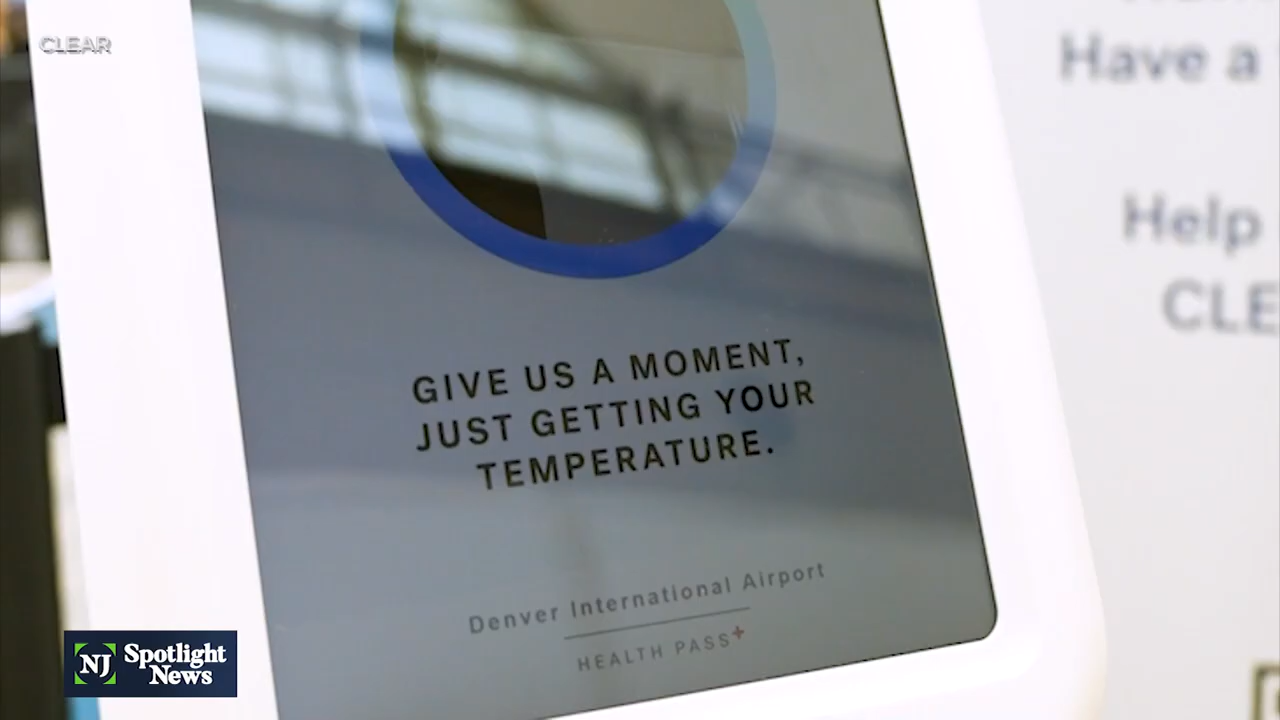 CLEAR
Have a
Help
CLE
GIVE US A MOMENT,
JUST GETTING YOUR
TEMPERATURE.
Denver International Airport
HEALTH PASS+
NJ Spotlight
News